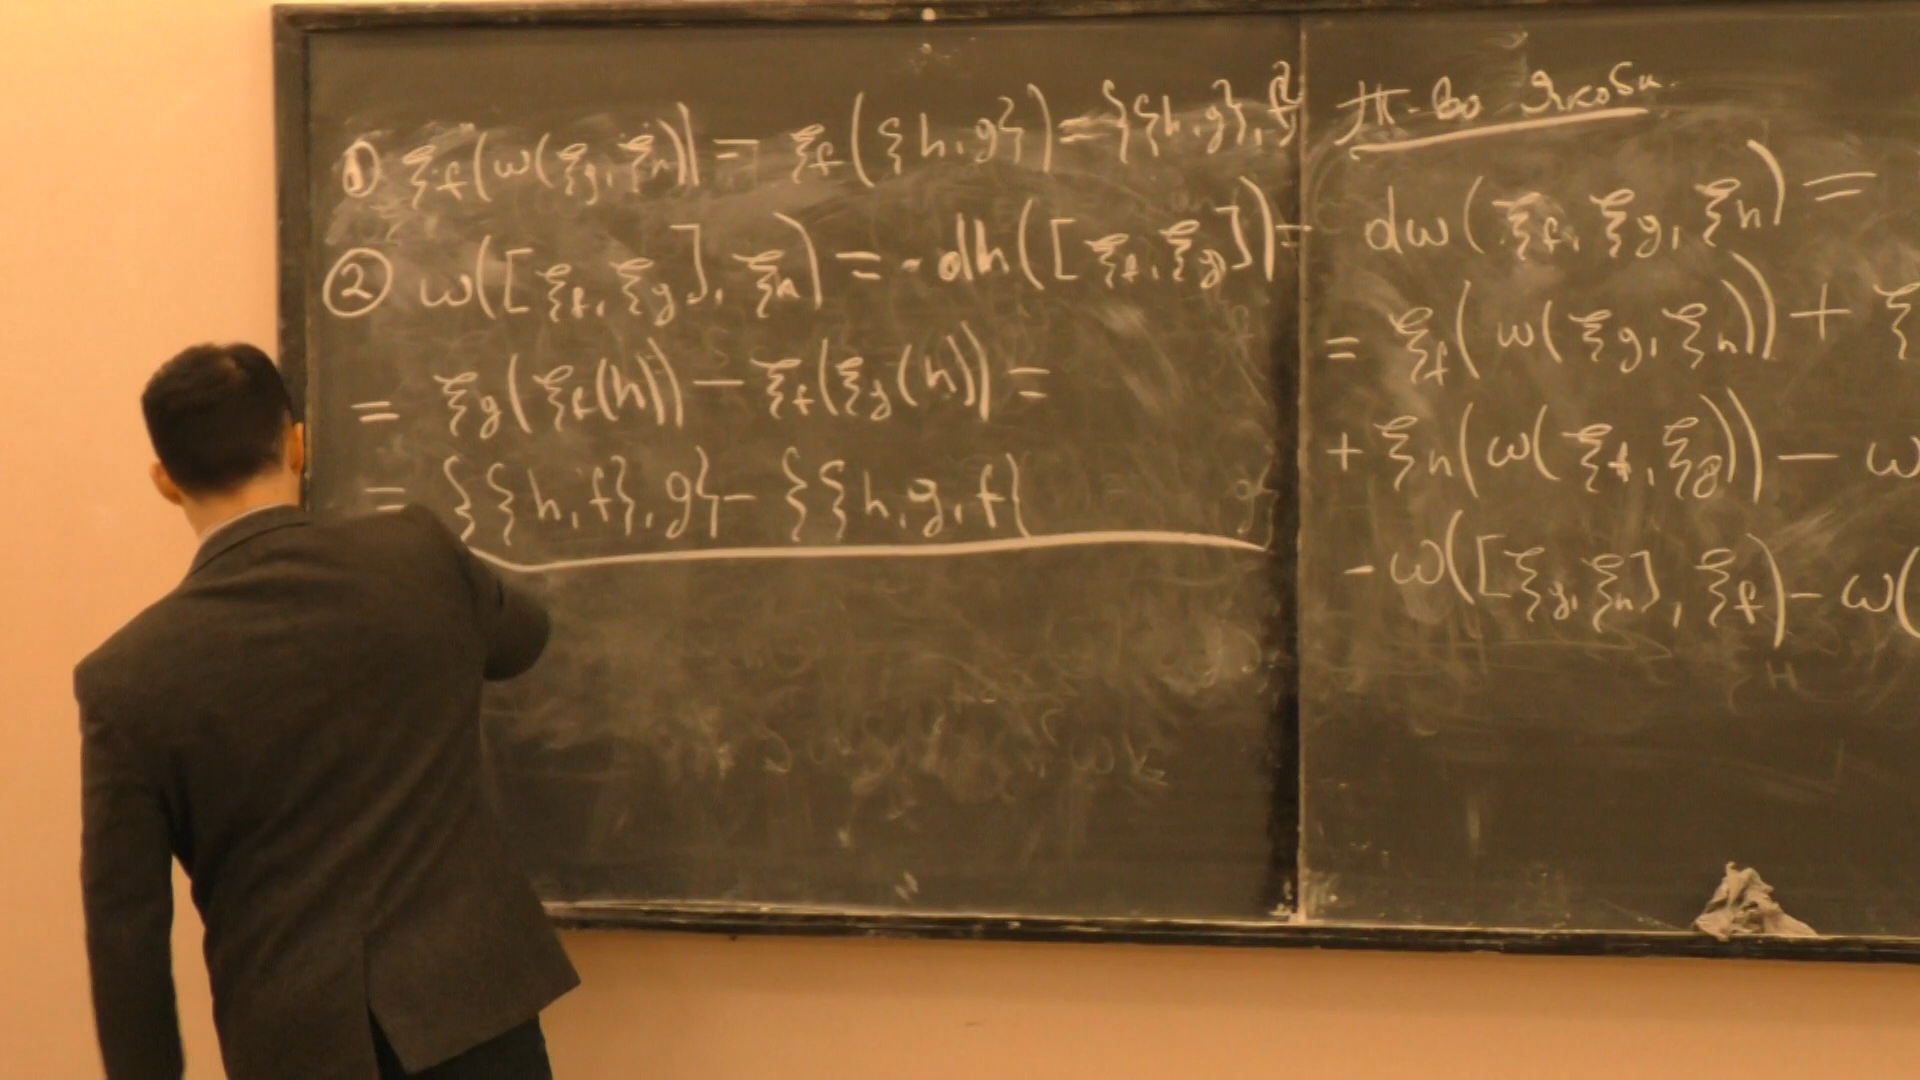 ① ξ_f(ω(ξ_g, ξ_h)) = ξ_f({h, g}) = {{h, g}, f}
② ω([ξ_f, ξ_g], ξ_h) = - dh([ξ_f, ξ_g]) =
= ξ_g(ξ_f(h)) − ξ_f(ξ_g(h)) =
= {{h, f}, g} − {{h, g, f}
Т-во Якоби.
dω(ξ_f, ξ_g, ξ_h) =
= ξ_f(ω(ξ_g, ξ_h)) + ξ
+ ξ_h(ω(ξ_f, ξ_g)) − ω
- ω([ξ_g, ξ_h], ξ_f) − ω(